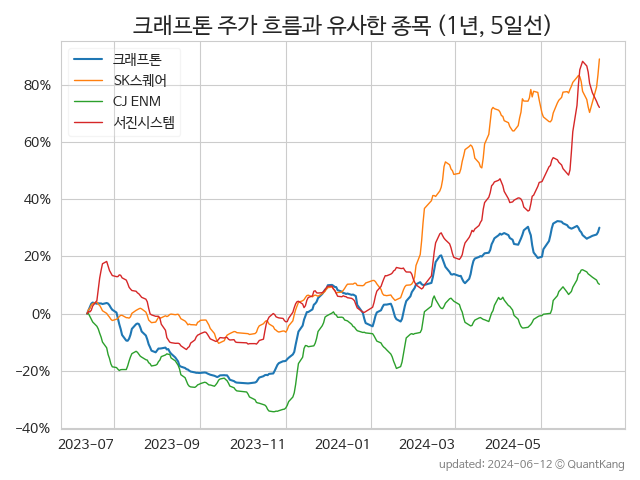 크래프톤 주가 흐름과 유사한 종목 (1년, 5일선)
크래프톤
SK스퀘어
CJ ENM
서진시스템
80%
60%
40%
20%
0%
−20%
−40%
2023-07
2023-09
2023-11
2024-01
2024-03
2024-05
updated: 2024-06-12 © QuantKang